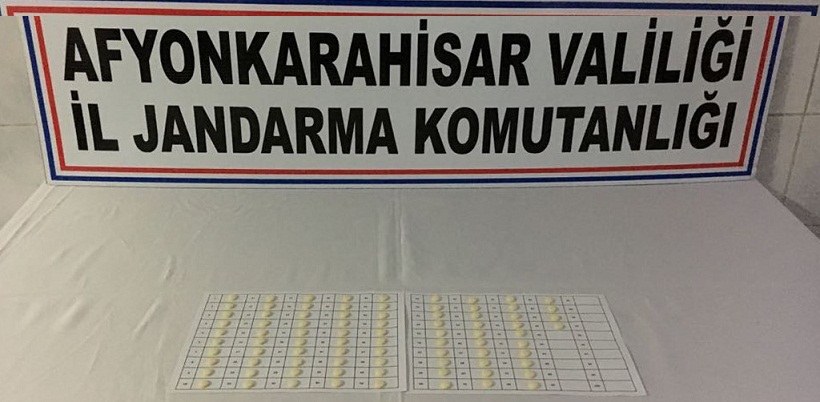 AFYONKARAHİSAR VALİLİĞİ
İL JANDARMA KOMUTANLIĞI